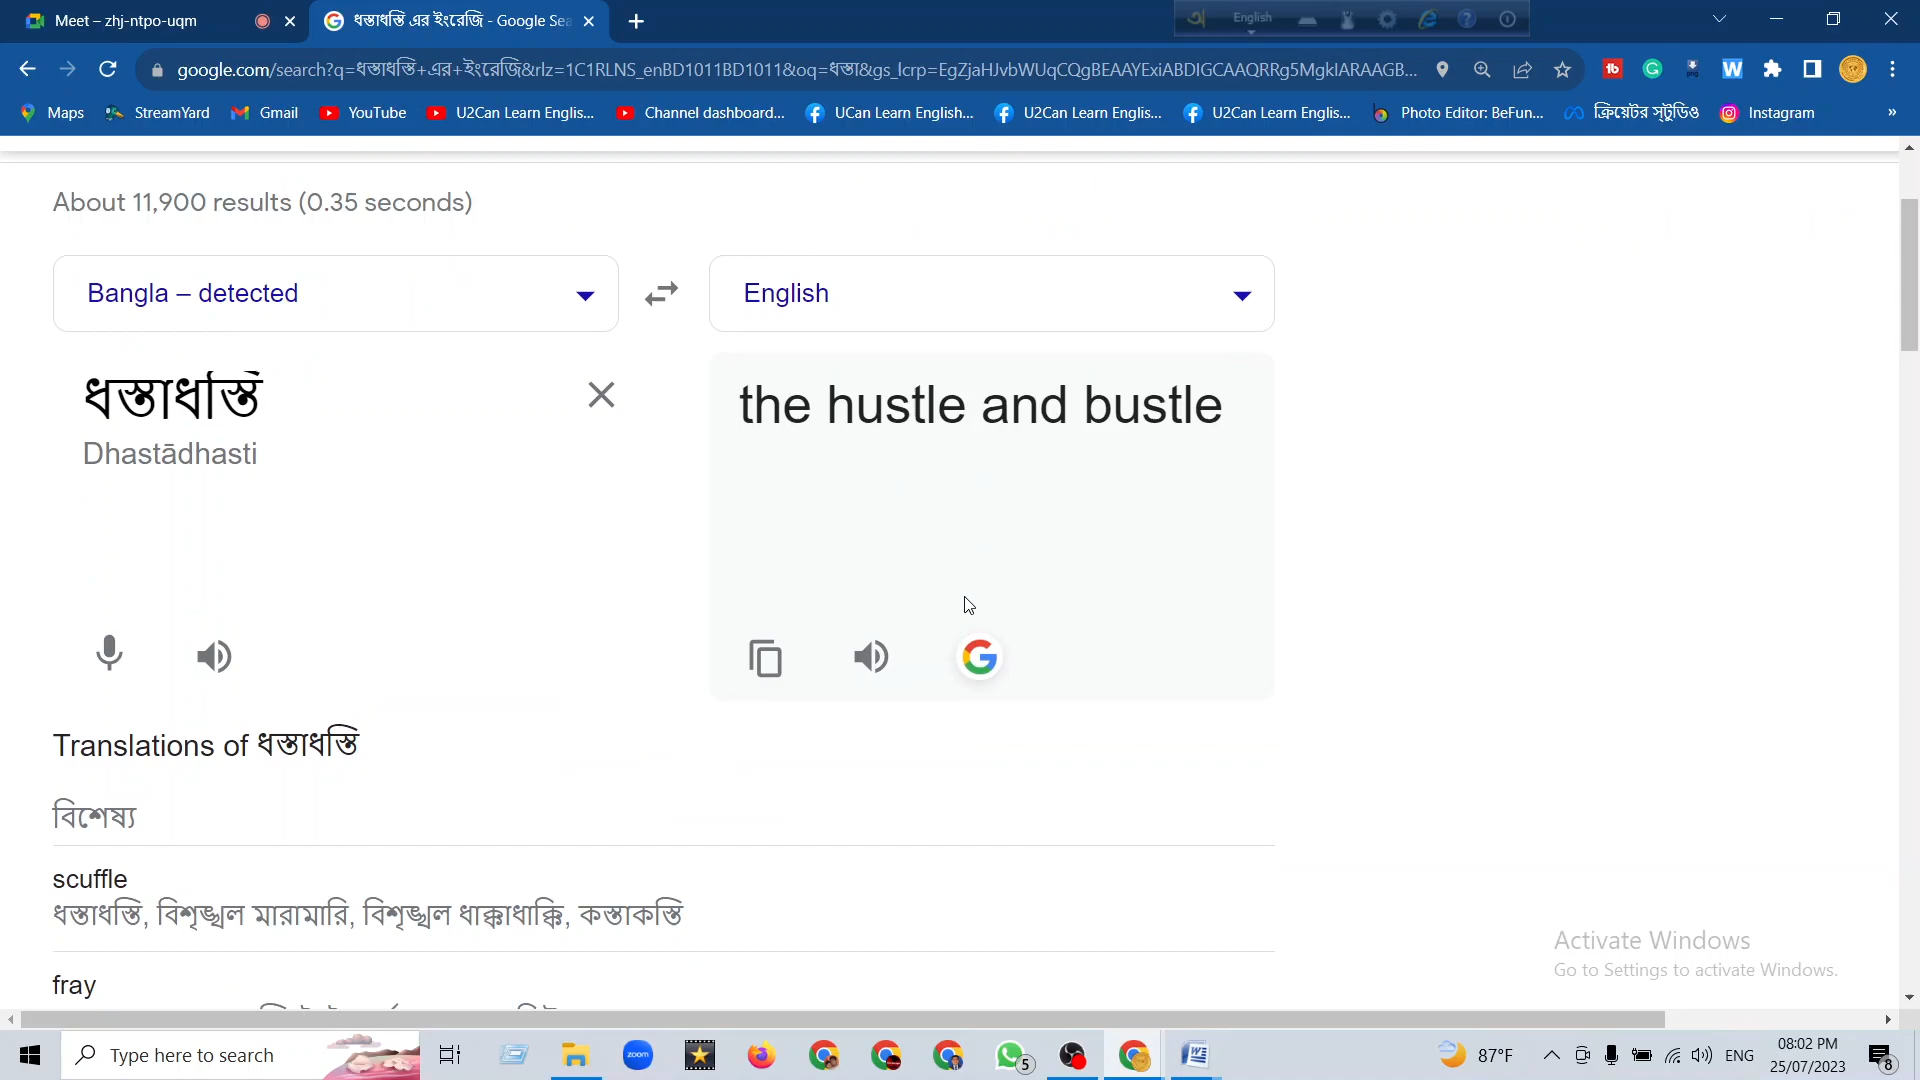 Meet – zhj-ntpo-uqm
ধস্তাধস্তি এর ইংরেজি - Google Sea
English
google.com/search?q=ধস্তাধস্তি+এর+ইংরেজি&rlz=1C1RLNS_enBD1011BD1011&oq=ধস্তা&gs_lcrp=EgZjaHJvbWUqCQgBEAAYExiABDIGCAAQRRg5MgkIARAAGB...
Maps
StreamYard
Gmail
YouTube
U2Can Learn Englis...
Channel dashboard...
UCan Learn English...
U2Can Learn Englis...
U2Can Learn Englis...
Photo Editor: BeFun...
ক্রিয়েটর স্টুডিও
Instagram
»
About 11,900 results (0.35 seconds)
Bangla – detected
English
ধস্তাধস্তি
Dhastādhasti
the hustle and bustle
Translations of ধস্তাধস্তি
বিশেষ্য
scuffle
ধস্তাধস্তি, বিশৃঙ্খল মারামারি, বিশৃঙ্খল ধাক্কাধাক্কি, কস্তাকস্তি
fray
Activate Windows
Go to Settings to activate Windows.
Type here to search
zoom
5
87°F
ENG
08:02 PM
25/07/2023
8